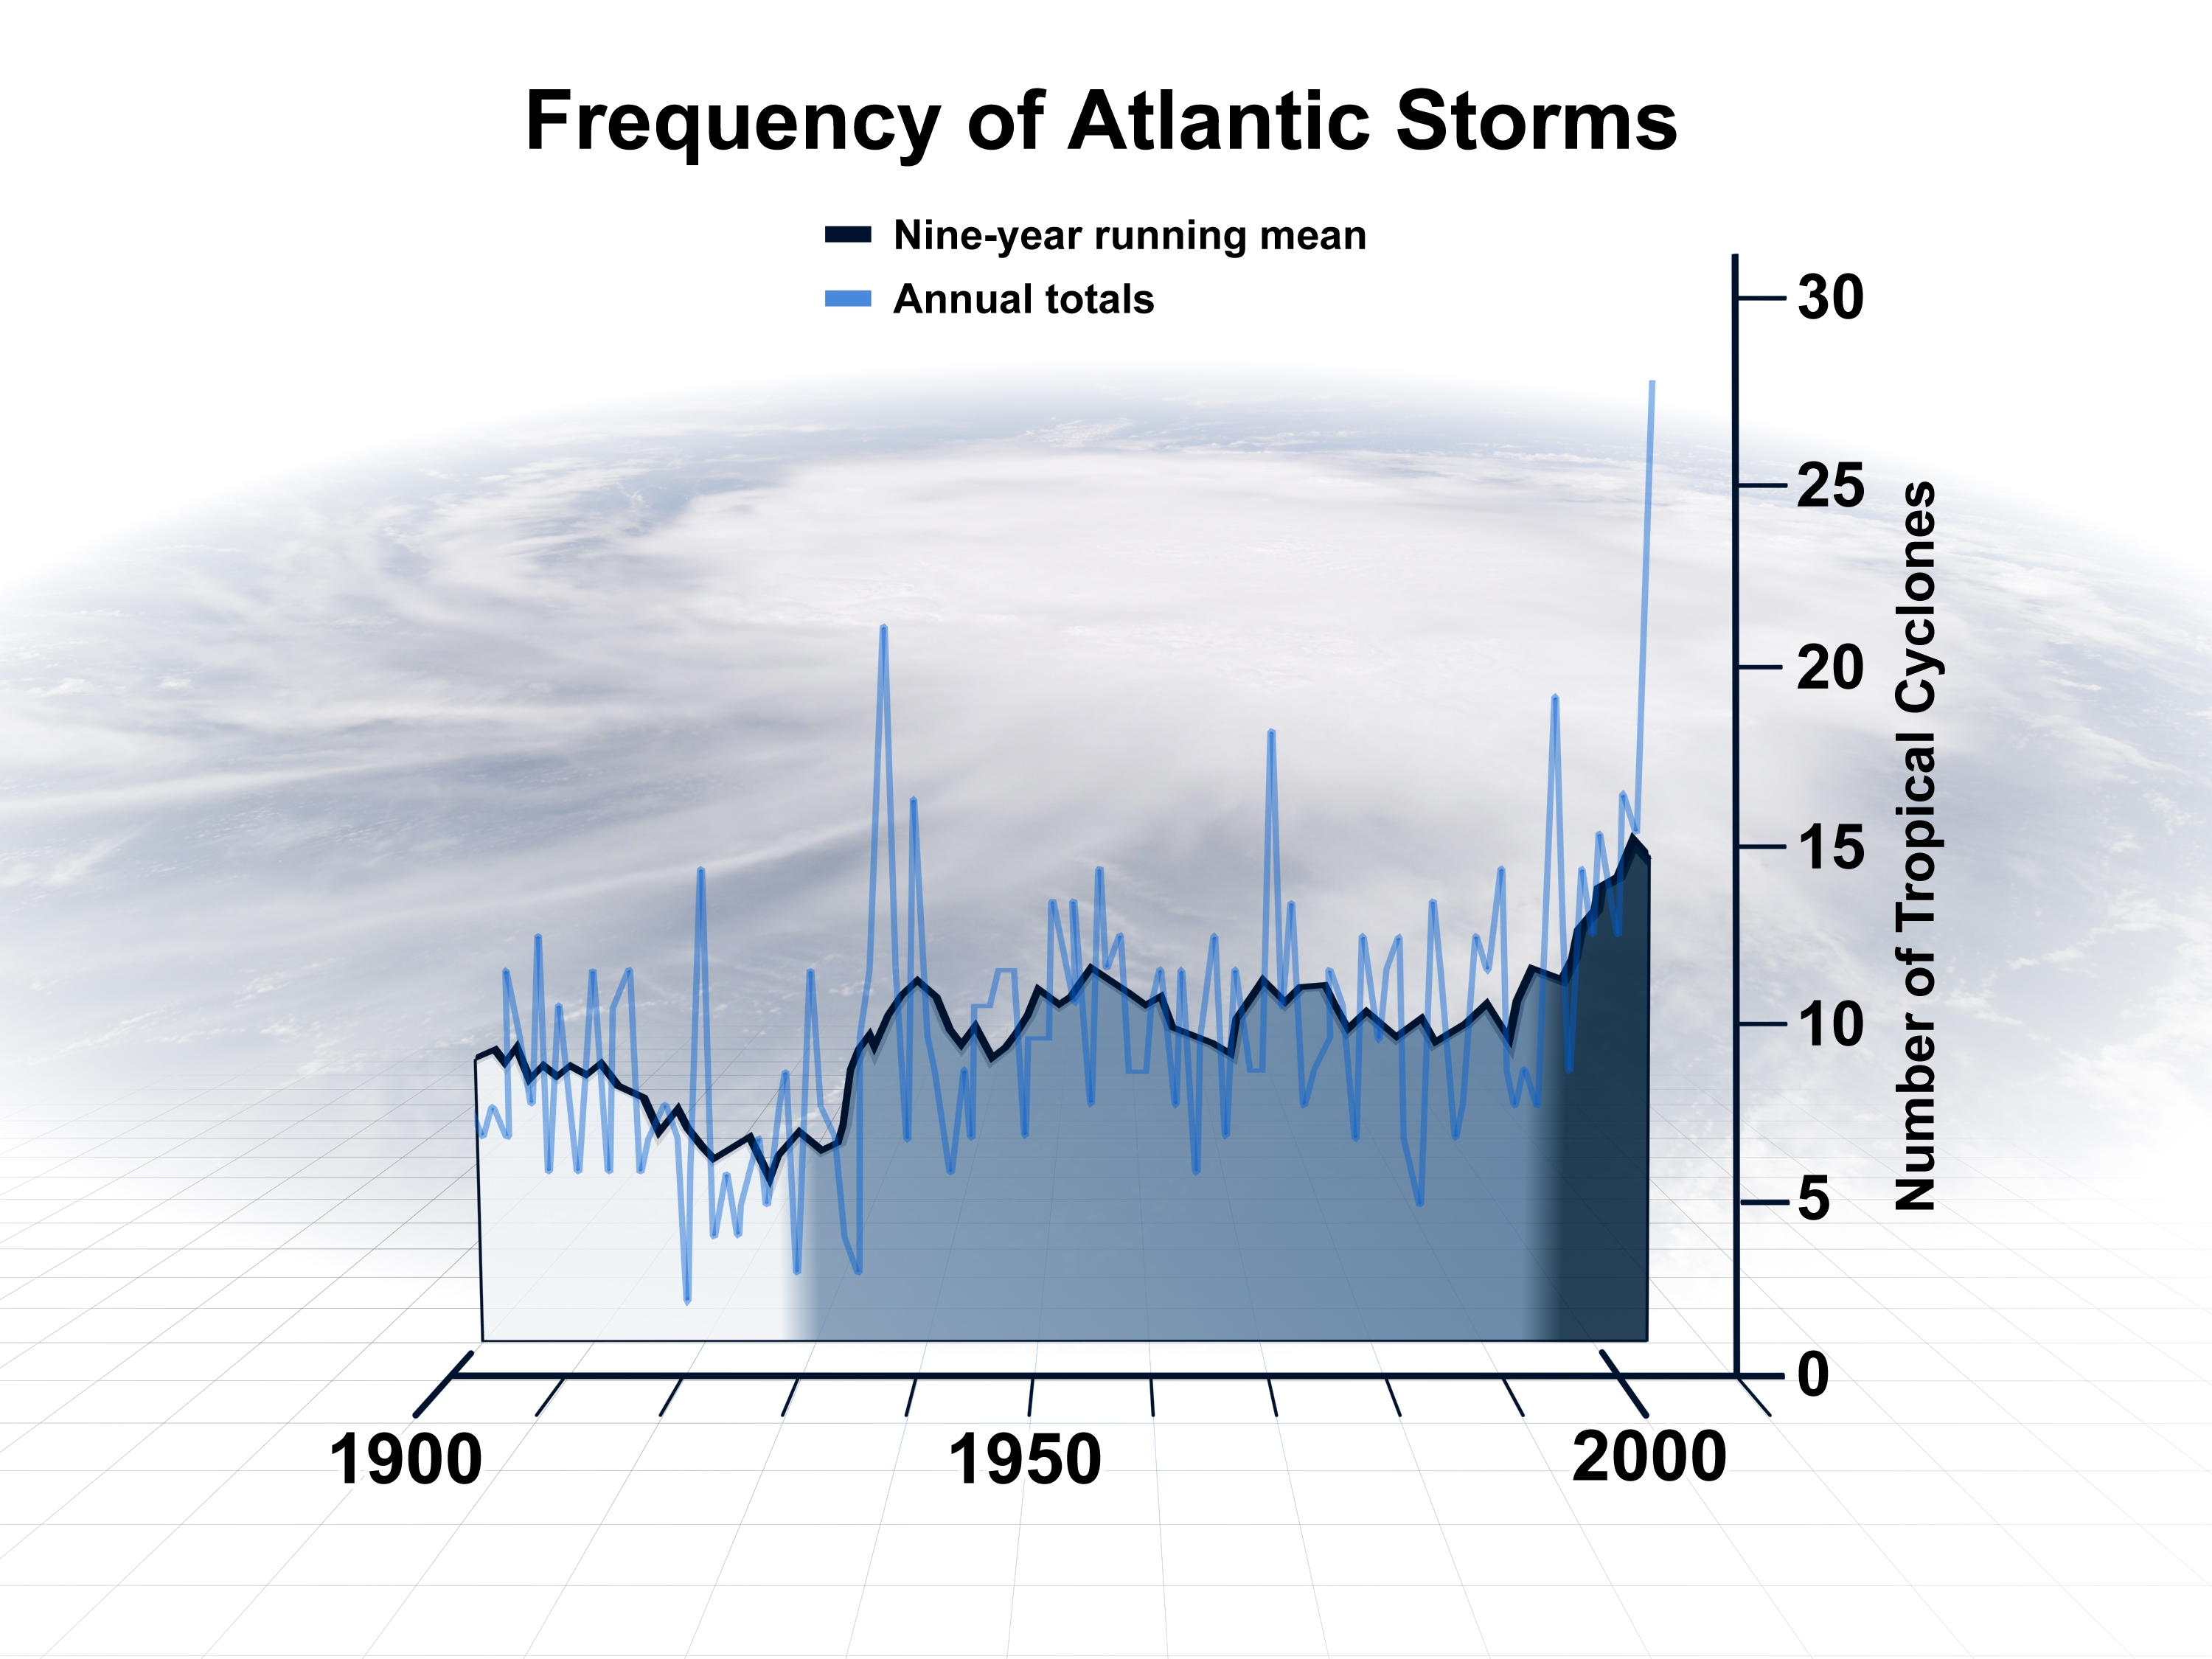 Frequency of Atlantic Storms
Nine-year running mean
Annual totals
30
25
20
15
10
5
0
Number of Tropical Cyclones
1900
1950
2000